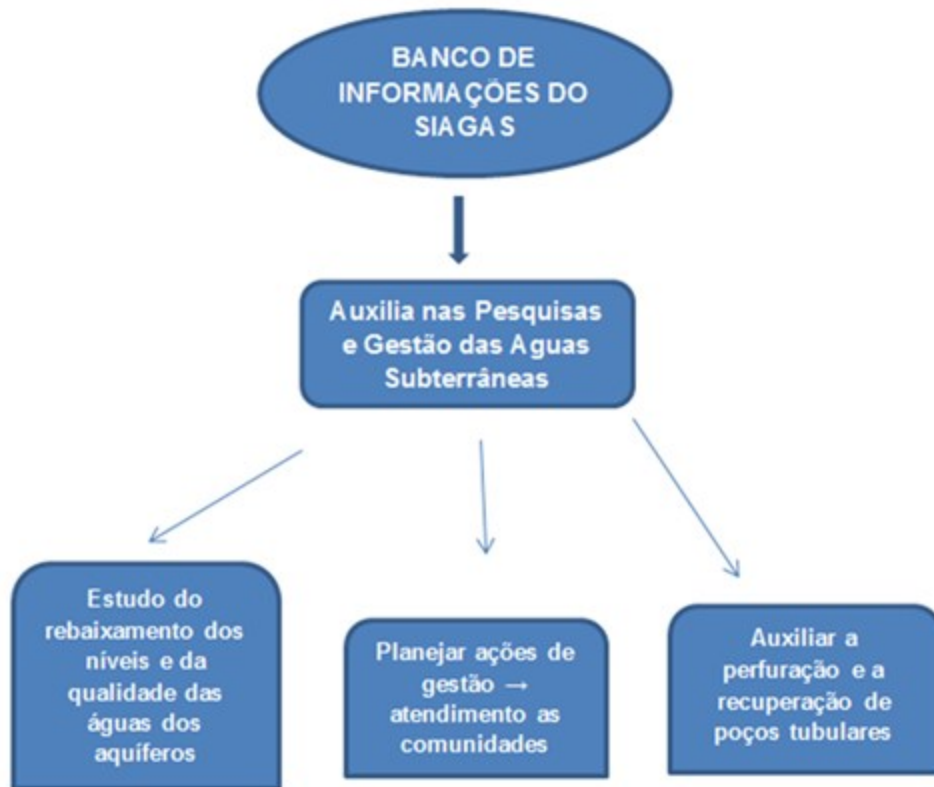 BANCO DE
INFORMAÇÕES DO
SIAGAS
Auxilia nas Pesquisas
e Gestão das Aguas
Subterrâneas
Estudo do
rebaixamento dos
níveis e da
qualidade das
águas dos
aquíferos
Planejar ações de
gestão →
atendimento as
comunidades
Auxiliar a
perfuração e a
recuperação de
poços tubulares